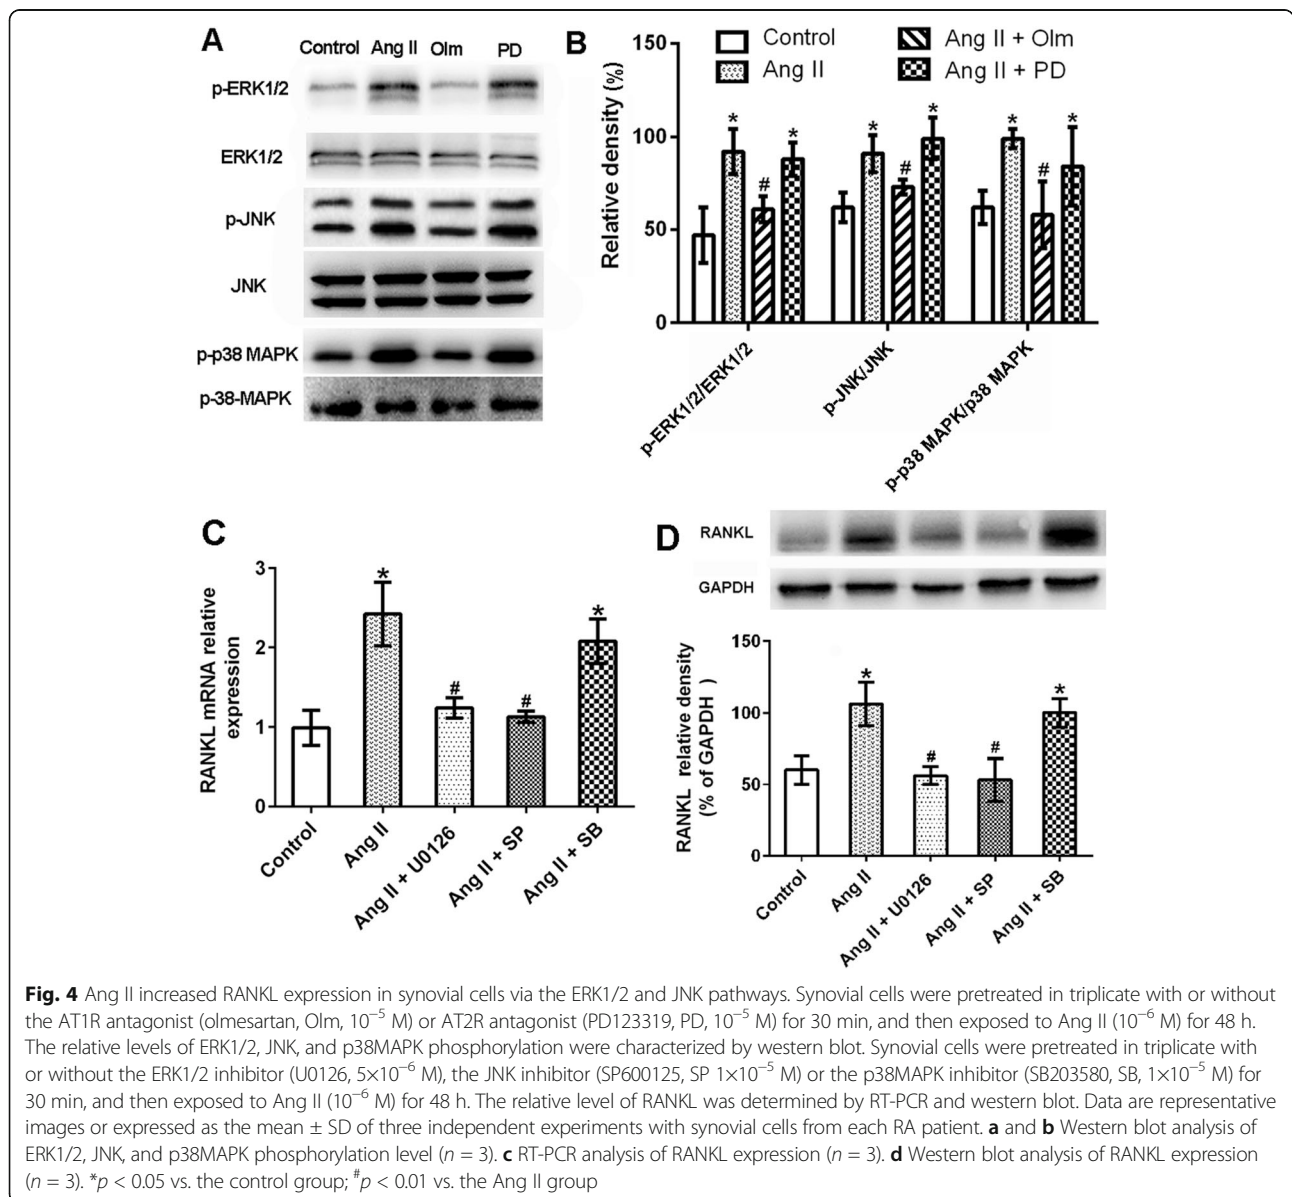 A
Control Ang II Olm PD
p-ERK1/2
ERK1/2
p-JNK
JNK
p-p38 MAPK
p-38-MAPK
B
Control
Ang II
Ang II + Olm
Ang II + PD
Relative density (%)
150
100
50
0
* # *
* # *
* # *
p-ERK1/2/ERK1/2
p-JNK/JNK
p-p38 MAPK/p38 MAPK
C
RANKL mRNA relative
expression
3
2
1
0
* # # *
Control
Ang II
Ang II + U0126
Ang II + SP
Ang II + SB
D
RANKL
GAPDH
RANKL relative density
(% of GAPDH )
150
100
50
0
* # # *
Control
Ang II
Ang II + U0126
Ang II + SP
Ang II + SB
Fig. 4 Ang II increased RANKL expression in synovial cells via the ERK1/2 and JNK pathways. Synovial cells were pretreated in triplicate with or without
the AT1R antagonist (olmesartan, Olm, 10⁻⁵ M) or AT2R antagonist (PD123319, PD, 10⁻⁵ M) for 30 min, and then exposed to Ang II (10⁻⁶ M) for 48 h.
The relative levels of ERK1/2, JNK, and p38MAPK phosphorylation were characterized by western blot. Synovial cells were pretreated in triplicate with
or without the ERK1/2 inhibitor (U0126, 5×10⁻⁶ M), the JNK inhibitor (SP600125, SP 1×10⁻⁵ M) or the p38MAPK inhibitor (SB203580, SB, 1×10⁻⁵ M) for
30 min, and then exposed to Ang II (10⁻⁶ M) for 48 h. The relative level of RANKL was determined by RT-PCR and western blot. Data are representative
images or expressed as the mean ± SD of three independent experiments with synovial cells from each RA patient. a and b Western blot analysis of
ERK1/2, JNK, and p38MAPK phosphorylation level (n = 3). c RT-PCR analysis of RANKL expression (n = 3). d Western blot analysis of RANKL expression
(n = 3). *p < 0.05 vs. the control group; #p < 0.01 vs. the Ang II group